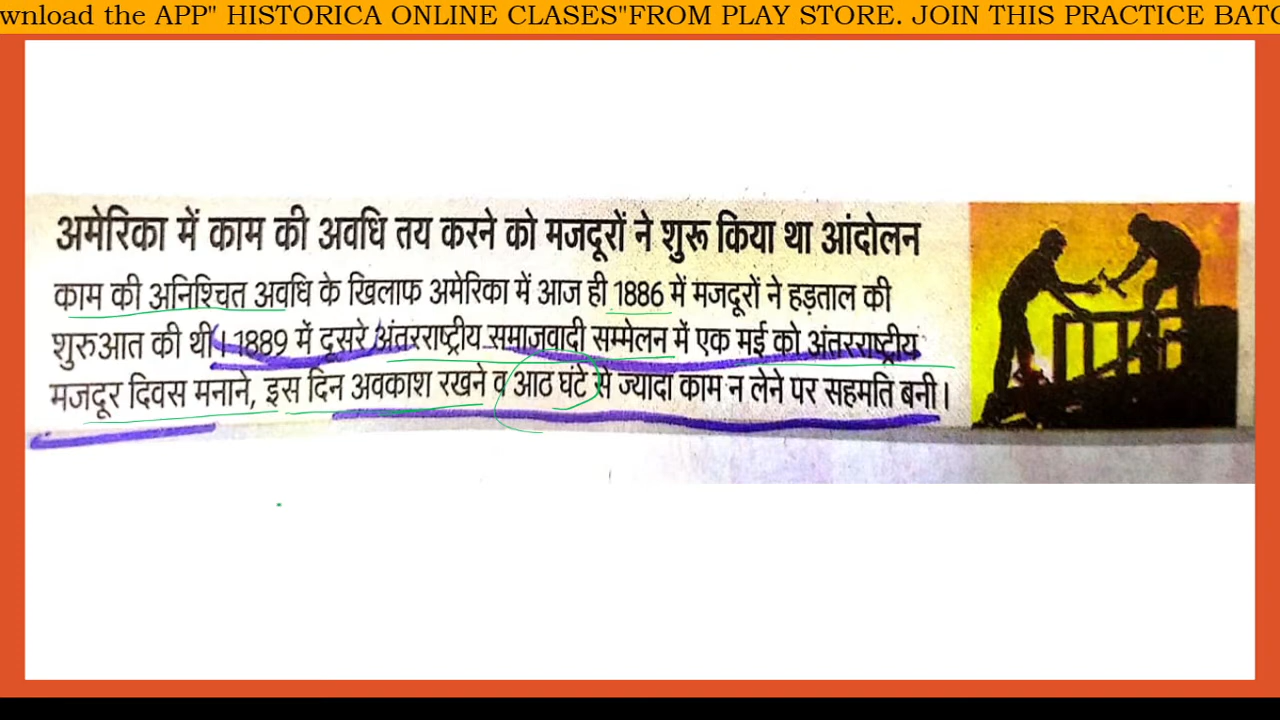 wnload the APP" HISTORICA ONLINE CLASES"FROM PLAY STORE. JOIN THIS PRACTICE BATC
अमेरिका में काम की अवधि तय करने को मजदूरों ने शुरू किया था आंदोलन
काम की अनिश्चित अवधि के खिलाफ अमेरिका में आज ही 1886 में मजदूरों ने हड़ताल की
शुरुआत की थी। 1889 में दूसरे अंतरराष्ट्रीय समाजवादी सम्मेलन में एक मई को अंतरराष्ट्रीय
मजदूर दिवस मनाने, इस दिन अवकाश रखने व आठ घंटे से ज्यादा काम न लेने पर सहमति बनी।